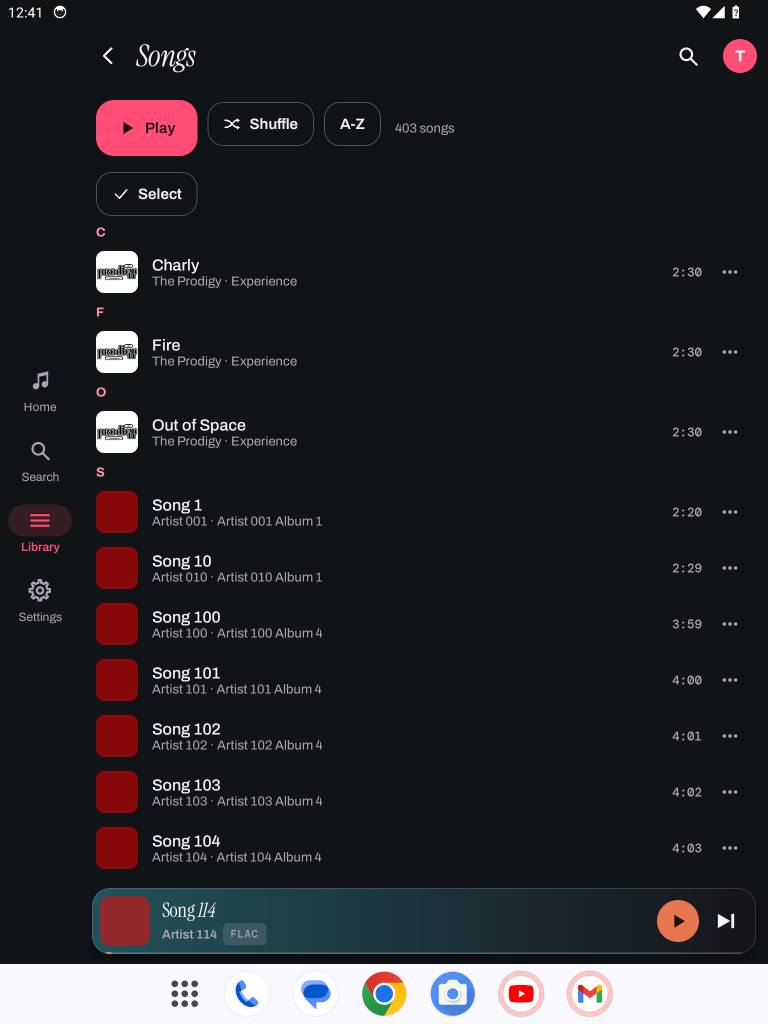 12:41
Songs
T
Play
Shuffle
A-Z
403 songs
Select
C
Charly
The Prodigy · Experience
2:30
F
Fire
The Prodigy · Experience
2:30
O
Out of Space
The Prodigy · Experience
2:30
S
Song 1
Artist 001 · Artist 001 Album 1
2:20
Song 10
Artist 010 · Artist 010 Album 1
2:29
Song 100
Artist 100 · Artist 100 Album 4
3:59
Song 101
Artist 101 · Artist 101 Album 4
4:00
Song 102
Artist 102 · Artist 102 Album 4
4:01
Song 103
Artist 103 · Artist 103 Album 4
4:02
Song 104
Artist 104 · Artist 104 Album 4
4:03
Home
Search
Library
Settings
Song 114
Artist 114 FLAC